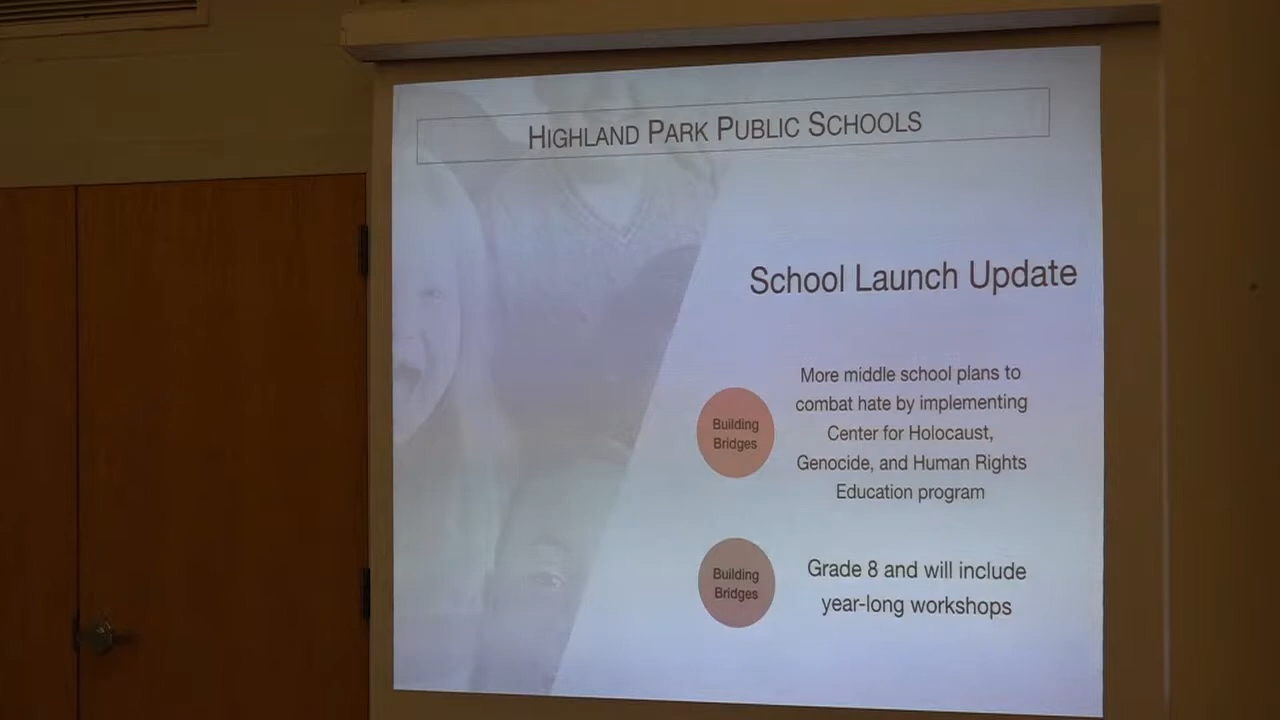 HIGHLAND PARK PUBLIC SCHOOLS
School Launch Update
Building
Bridges
More middle school plans to
combat hate by implementing
Center for Holocaust,
Genocide, and Human Rights
Education program
Building
Bridges
Grade 8 and will include
year-long workshops